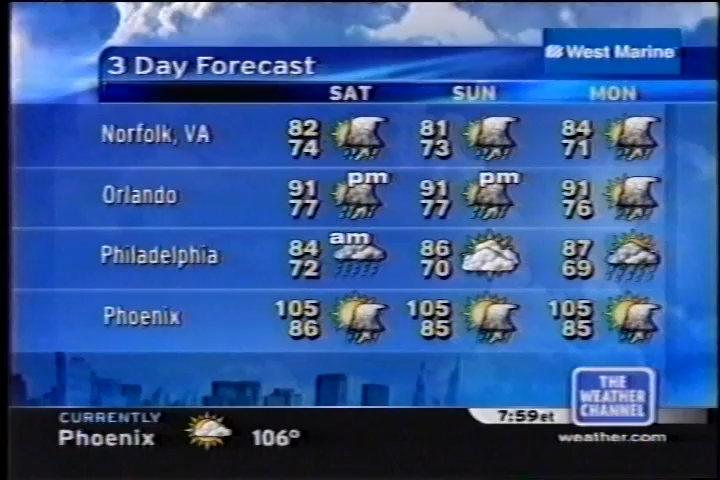 West Marine
3 Day Forecast
SAT SUN MON
Norfolk, VA 82 81 84
74 73 71
pm pm
Orlando 91 91 91
77 77 76
am
Philadelphia 84 86 87
72 70 69
Phoenix 105 105 105
86 85 85
THE
WEATHER
CHANNEL
CURRENTLY
7:59et
Phoenix 106°
weather.com